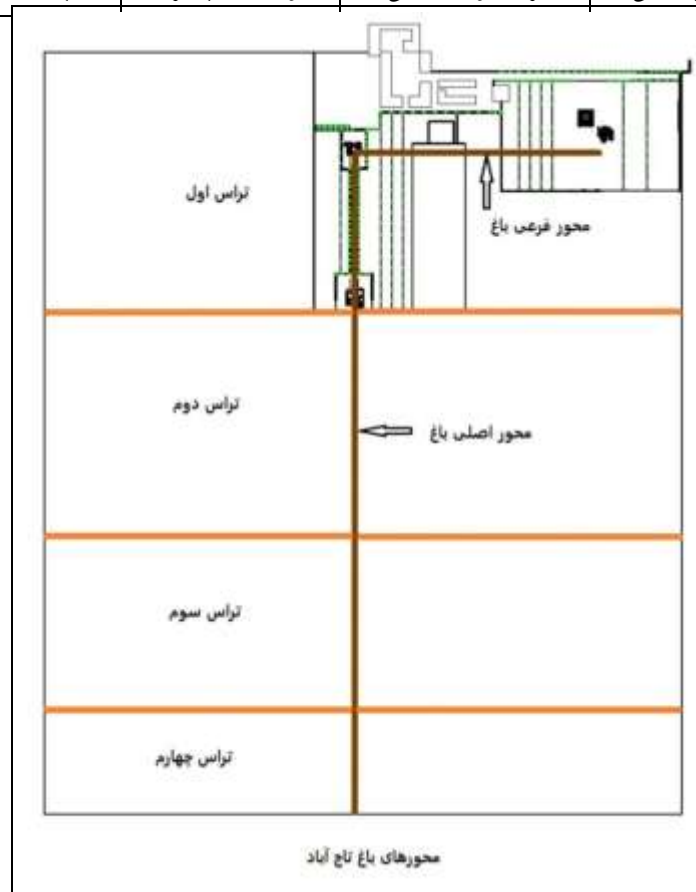 تراس اول
محور فرعی باغ
تراس دوم
محور اصلی باغ
تراس سوم
تراس چهارم
محورهای باغ تاج آباد